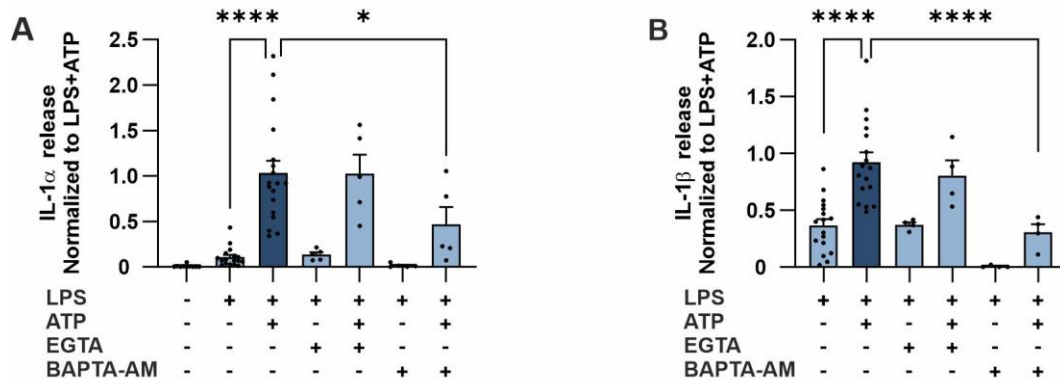 A
**** *
IL-1α release
Normalized to LPS+ATP
2.5
2.0
1.5
1.0
0.5
0
LPS - + + + + + +
ATP - - + - + - +
EGTA - - - + + - -
BAPTA-AM - - - - - + +
B
**** ****
IL-1β release
Normalized to LPS+ATP
2.0
1.5
1.0
0.5
0
LPS + + + + + +
ATP - + - + - +
EGTA - - + + - -
BAPTA-AM - - - - + +